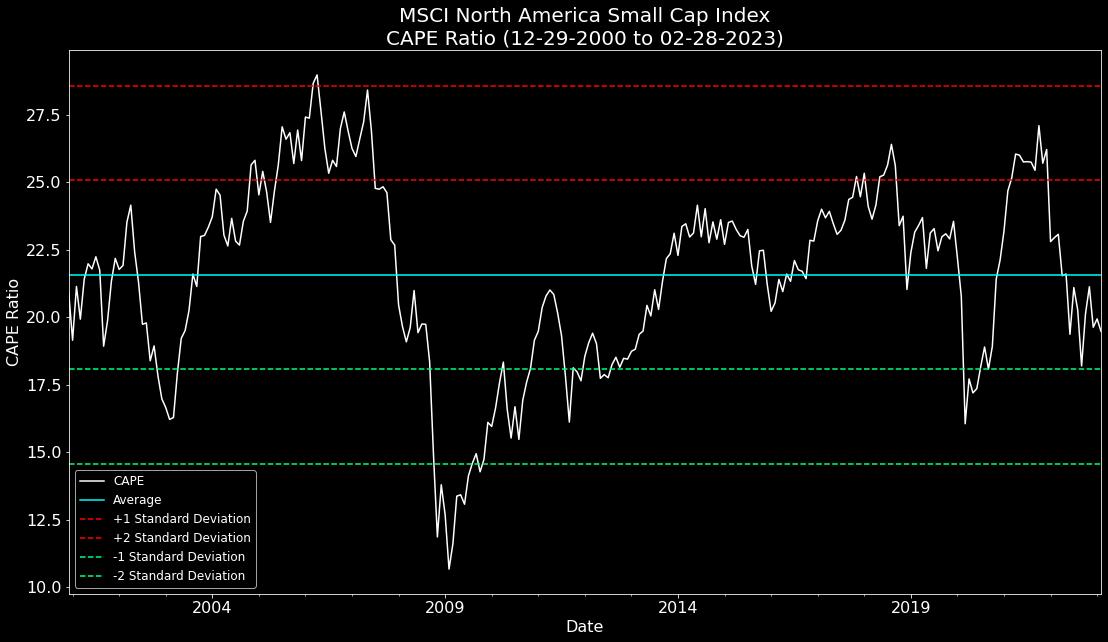 MSCI North America Small Cap Index
CAPE Ratio (12-29-2000 to 02-28-2023)
CAPE Ratio
27.5
25.0
22.5
20.0
17.5
15.0
12.5
10.0
CAPE
Average
+1 Standard Deviation
+2 Standard Deviation
-1 Standard Deviation
-2 Standard Deviation
2004 2009 2014 2019
Date